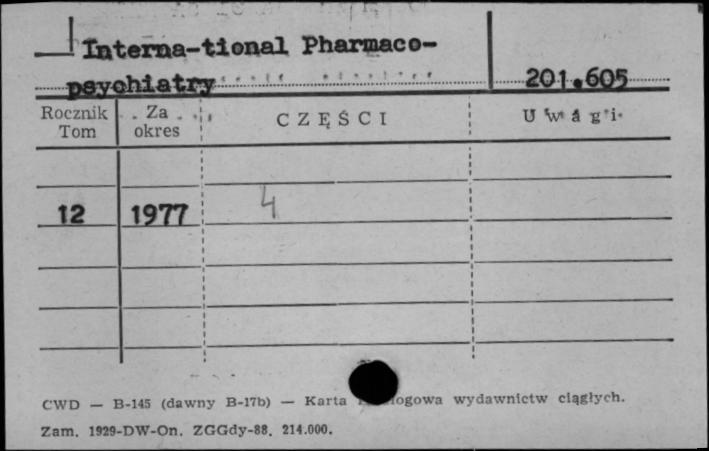 Interna-tional Pharmaco-
psychiatry 201.605
Rocznik Tom Za okres CZĘŚCI Uwagi
12 1977 4
CWD — B-145 (dawny B-17b) — Karta wydawnictw ciągłych.
Zam. 1929-DW-On. ZGGdy-88. 214.000.